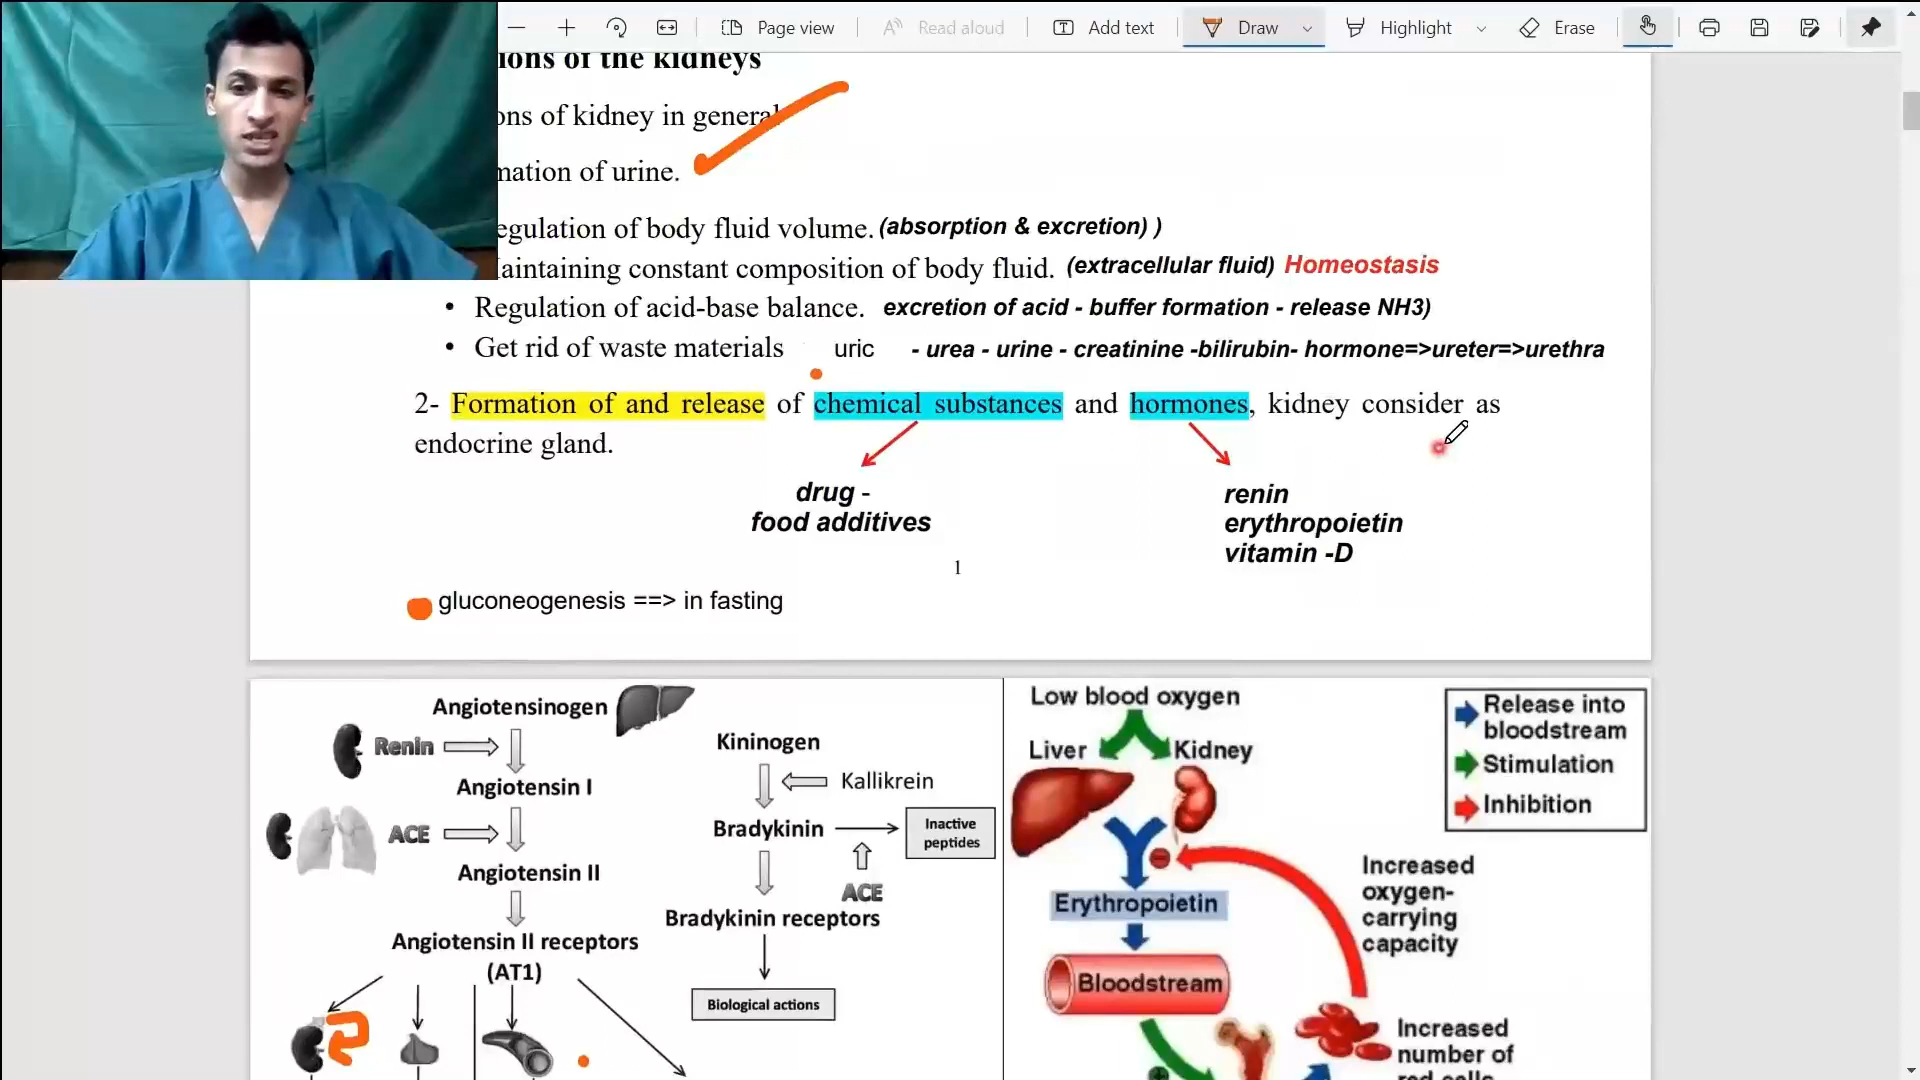 Page view
Read aloud
Add text
Draw
Highlight
Erase
ions of the kidneys
ons of kidney in general
mation of urine.
egulation of body fluid volume. (absorption & excretion) )
aintaining constant composition of body fluid. (extracellular fluid) Homeostasis
• Regulation of acid-base balance. excretion of acid - buffer formation - release NH3)
• Get rid of waste materials uric - urea - urine - creatinine -bilirubin- hormone=>ureter=>urethra
2- Formation of and release of chemical substances and hormones, kidney consider as
endocrine gland.
drug -
food additives
renin
erythropoietin
vitamin -D
1
gluconeogenesis ==> in fasting
Angiotensinogen
Renin
Angiotensin I
ACE
Angiotensin II
Angiotensin II receptors
(AT1)
Kininogen
Kallikrein
Bradykinin
Inactive
peptides
ACE
Bradykinin receptors
Biological actions
Low blood oxygen
Liver
Kidney
Erythropoietin
Bloodstream
Release into
bloodstream
Stimulation
Inhibition
Increased
oxygen-
carrying
capacity
Increased
number of
red cells